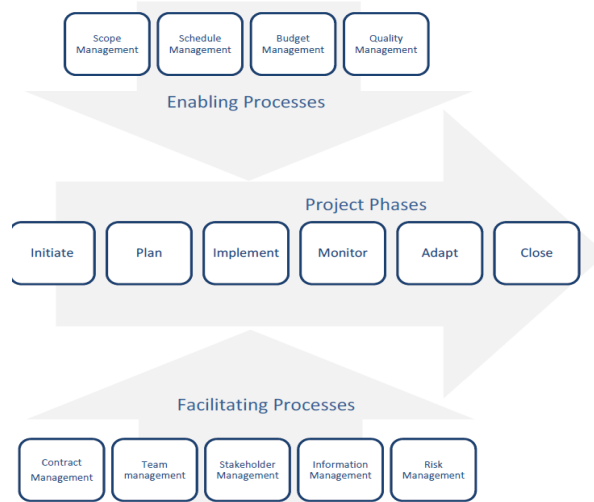 Scope Schedule Budget Quality
Management Management Management Management
Enabling Processes
Project Phases
Initiate Plan Implement Monitor Adapt Close
Facilitating Processes
Contract Team Stakeholder Information Risk
Management management Management Management Management